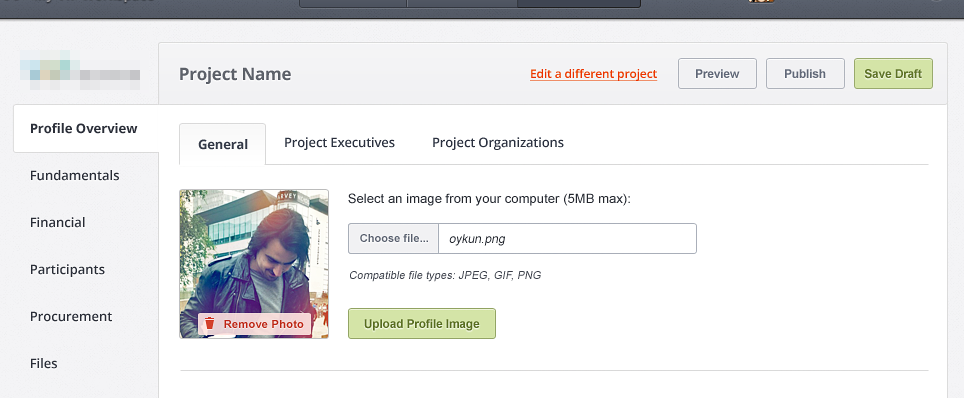 Project Name
Edit a different project
Preview
Publish
Save Draft
Profile Overview
Fundamentals
Financial
Participants
Procurement
Files
General
Project Executives
Project Organizations
Select an image from your computer (5MB max):
Choose file...
oykun.png
Compatible file types: JPEG, GIF, PNG
Remove Photo
Upload Profile Image